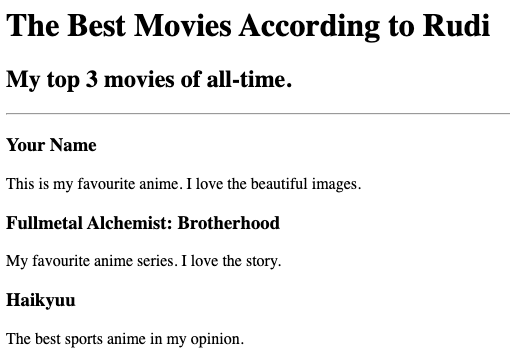 The Best Movies According to Rudi
My top 3 movies of all-time.
Your Name
This is my favourite anime. I love the beautiful images.
Fullmetal Alchemist: Brotherhood
My favourite anime series. I love the story.
Haikyuu
The best sports anime in my opinion.